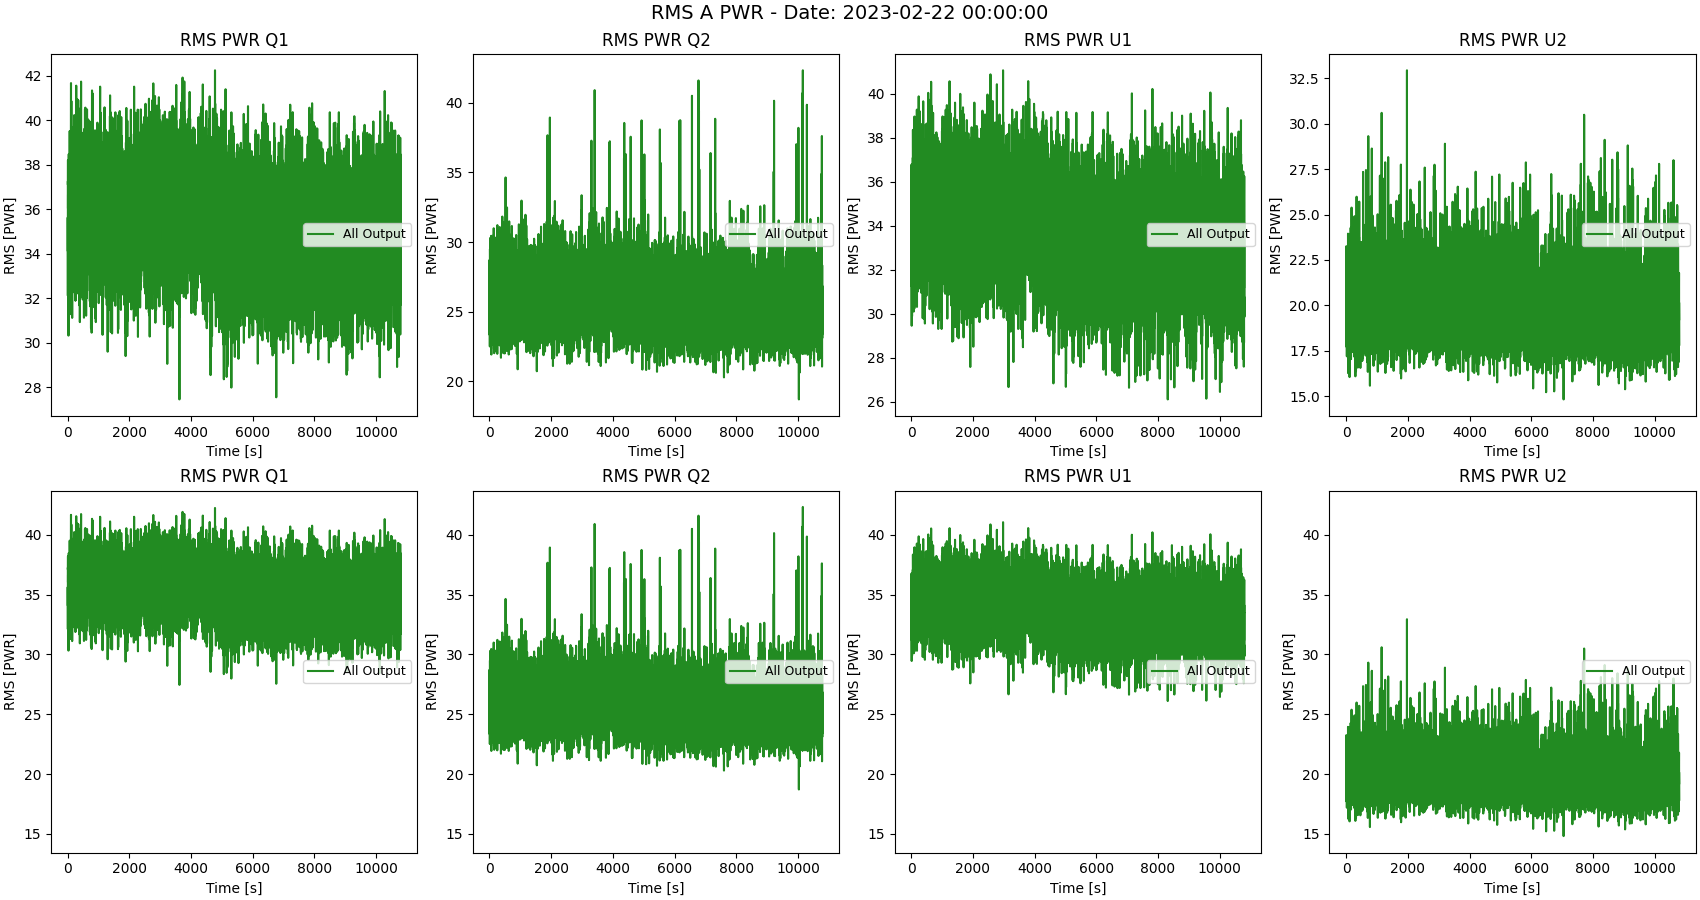 RMS A PWR - Date: 2023-02-22 00:00:00
RMS PWR Q1
RMS [PWR]
42
40
38
36
34
32
30
28
All Output
0 2000 4000 6000 8000 10000
Time [s]
RMS PWR Q2
RMS [PWR]
40
35
30
25
20
All Output
0 2000 4000 6000 8000 10000
Time [s]
RMS PWR U1
RMS [PWR]
40
38
36
34
32
30
28
26
All Output
0 2000 4000 6000 8000 10000
Time [s]
RMS PWR U2
RMS [PWR]
32.5
30.0
27.5
25.0
22.5
20.0
17.5
15.0
All Output
0 2000 4000 6000 8000 10000
Time [s]
RMS PWR Q1
RMS [PWR]
40
35
30
25
20
15
All Output
0 2000 4000 6000 8000 10000
Time [s]
RMS PWR Q2
RMS [PWR]
40
35
30
25
20
15
All Output
0 2000 4000 6000 8000 10000
Time [s]
RMS PWR U1
RMS [PWR]
40
35
30
25
20
15
All Output
0 2000 4000 6000 8000 10000
Time [s]
RMS PWR U2
RMS [PWR]
40
35
30
25
20
15
All Output
0 2000 4000 6000 8000 10000
Time [s]